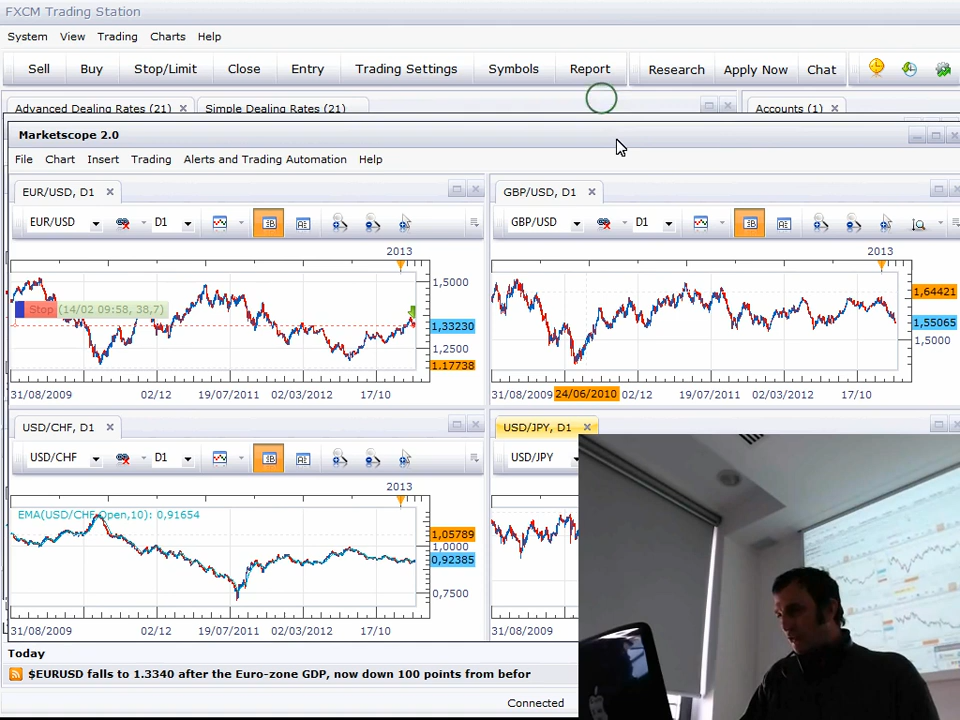 FXCM Trading Station
System View Trading Charts Help
Sell Buy Stop/Limit Close Entry Trading Settings Symbols Report Research Apply Now Chat
Advanced Dealing Rates (21) Simple Dealing Rates (21) Accounts (1)
Marketscope 2.0
File Chart Insert Trading Alerts and Trading Automation Help
EUR/USD, D1
EUR/USD D1
2013
Stop (14/02 09:58, 38,7)
1,5000
1,33230
1,2500
1.17738
31/08/2009 02/12 19/07/2011 02/03/2012 17/10
GBP/USD, D1
GBP/USD D1
2013
1,64421
1,55065
1,5000
31/08/2009 24/06/2010 02/12 19/07/2011 02/03/2012 17/10
USD/CHF, D1
USD/CHF D1
2013
EMA(USD/CHF.Open,10): 0,91654
1,05789
1,0000
0,92385
0,7500
31/08/2009 02/12 19/07/2011 02/03/2012 17/10
USD/JPY, D1
USD/JPY
31/08/2009
Today
$EURUSD falls to 1.3340 after the Euro-zone GDP, now down 100 points from befor
Connected